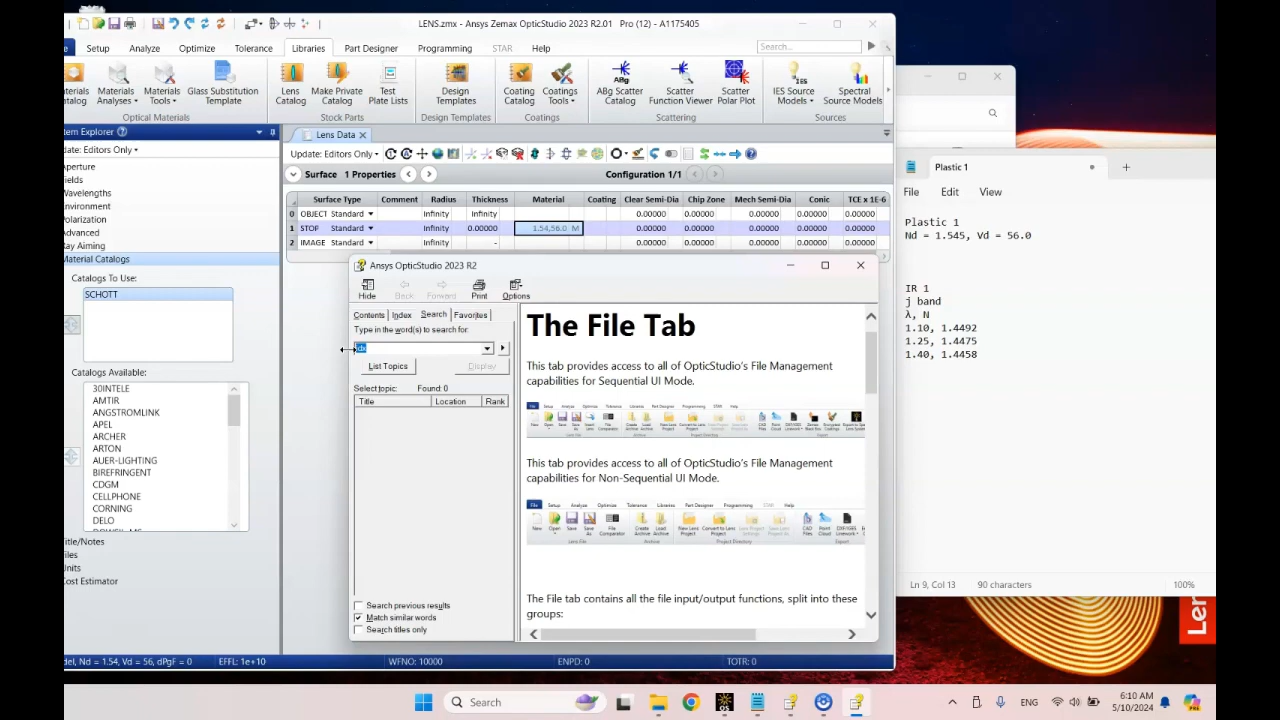 LENS.zmx - Ansys Zemax OpticStudio 2023 R2.01 Pro (12) - A1175405
Setup Analyze Optimize Tolerance Libraries Part Designer Programming STAR Help Search...
Materials Analyses Materials Tools Glass Substitution Template Lens Catalog Make Private Catalog Test Plate Lists Design Templates Coating Catalog Coatings Tools ABg Scatter Catalog Scatter Function Viewer Scatter Polar Plot IES Source Models Spectral Source Models
Optical Materials Stock Parts Design Templates Coatings Scattering Sources
tem Explorer
date: Editors Only
Aperture
ields
Wavelengths
nvironment
olarization
dvanced
Ray Aiming
Material Catalogs
Catalogs To Use:
SCHOTT
Catalogs Available:
30INTELE
AMTIR
ANGSTROMLINK
APEL
ARCHER
ARTON
AUER-LIGHTING
BIREFRINGENT
CDGM
CELLPHONE
CORNING
DELO
Title/Notes
iles
Units
Cost Estimator
Lens Data
Update: Editors Only
Surface 1 Properties Configuration 1/1
Surface Type Comment Radius Thickness Material Coating Clear Semi-Dia Chip Zone Mech Semi-Dia Conic TCE x 1E-6
0 OBJECT Standard Infinity Infinity 0.00000 0.00000 0.00000 0.00000 0.00000
1 STOP Standard Infinity 0.00000 1.54,56.0 M 0.00000 0.00000 0.00000 0.00000 0.00000
2 IMAGE Standard Infinity - 0.00000 0.00000 0.00000 0.00000 0.00000
Ansys OpticStudio 2023 R2
Hide Back Forward Print Options
Contents Index Search Favorites
Type in the word(s) to search for:
List Topics Display
Select topic: Found: 0
Title Location Rank
Search previous results
Match similar words
Search titles only
The File Tab
This tab provides access to all of OpticStudio's File Management
capabilities for Sequential UI Mode.
This tab provides access to all of OpticStudio's File Management
capabilities for Non-Sequential UI Mode.
The File tab contains all the file input/output functions, split into these
groups:
del, Nd = 1.54, Vd = 56, dPgF = 0 EFFL: 1e+10 WFNO: 10000 ENPD: 0 TOTR: 0
Plastic 1
File Edit View
Plastic 1
Nd = 1.545, Vd = 56.0
IR 1
j band
λ, N
1.10, 1.4492
1.25, 1.4475
1.40, 1.4458
Ln 9, Col 13 90 characters 100%
Leno
Search
ENG
6:10 AM
5/10/2024